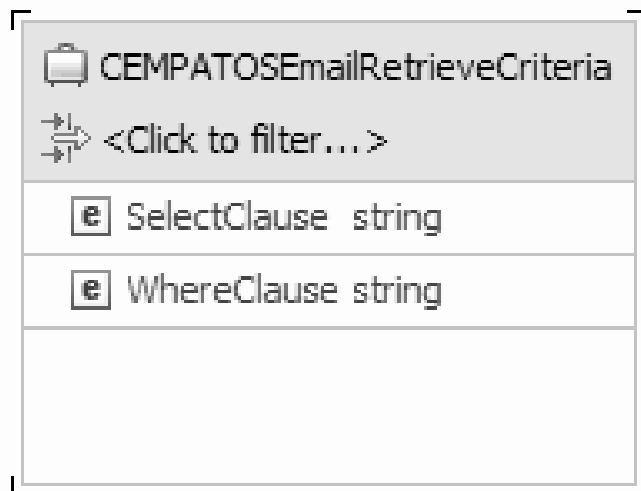 CEMPATOSEmailRetrieveCriteria
<Click to filter...>
e SelectClause string
e WhereClause string